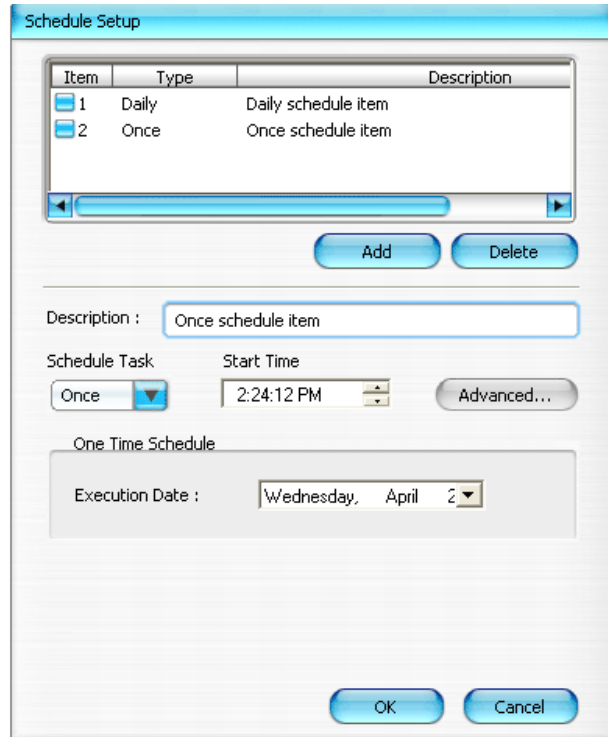 Schedule Setup
Item Type Description
1 Daily Daily schedule item
2 Once Once schedule item
Add Delete
Description : Once schedule item
Schedule Task Start Time
Once 2:24:12 PM Advanced...
One Time Schedule
Execution Date : Wednesday, April 2
OK Cancel